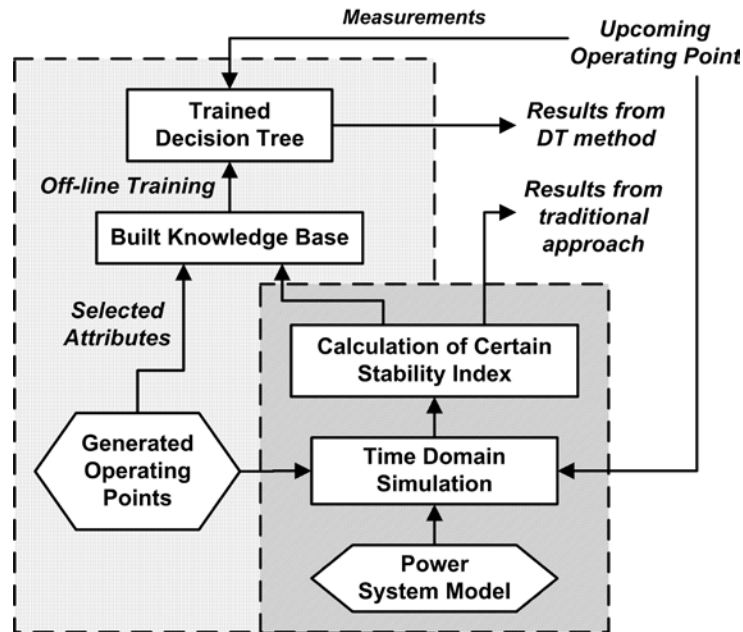 Measurements
Upcoming
Operating Point
Trained
Decision Tree
Results from
DT method
Off-line Training
Results from
traditional
approach
Built Knowledge Base
Selected
Attributes
Calculation of Certain
Stability Index
Generated
Operating
Points
Time Domain
Simulation
Power
System Model